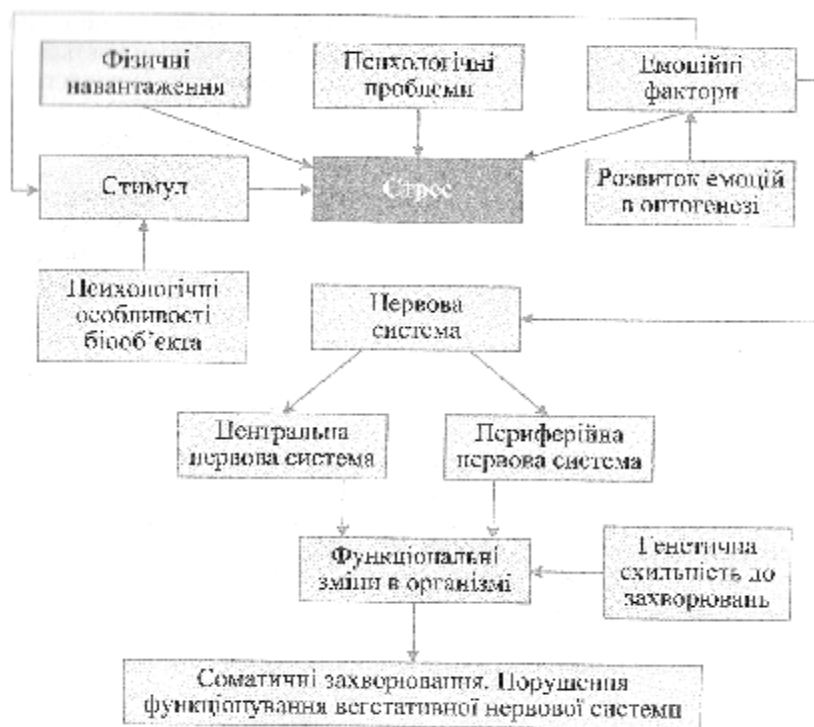 Фізичні
навантаження
Психологічні
проблеми
Емоційні
фактори
Стимул
Стрес
Розвиток емоцій
в онтогенезі
Психологічні
особливості
біооб’єкта
Нервова
система
Центральна
нервова система
Периферійна
нервова система
Функціональні
зміни в організмі
Генетична
схильність до
захворювань
Соматичні захворювання. Порушення
функціонування вегетативної нервової системи